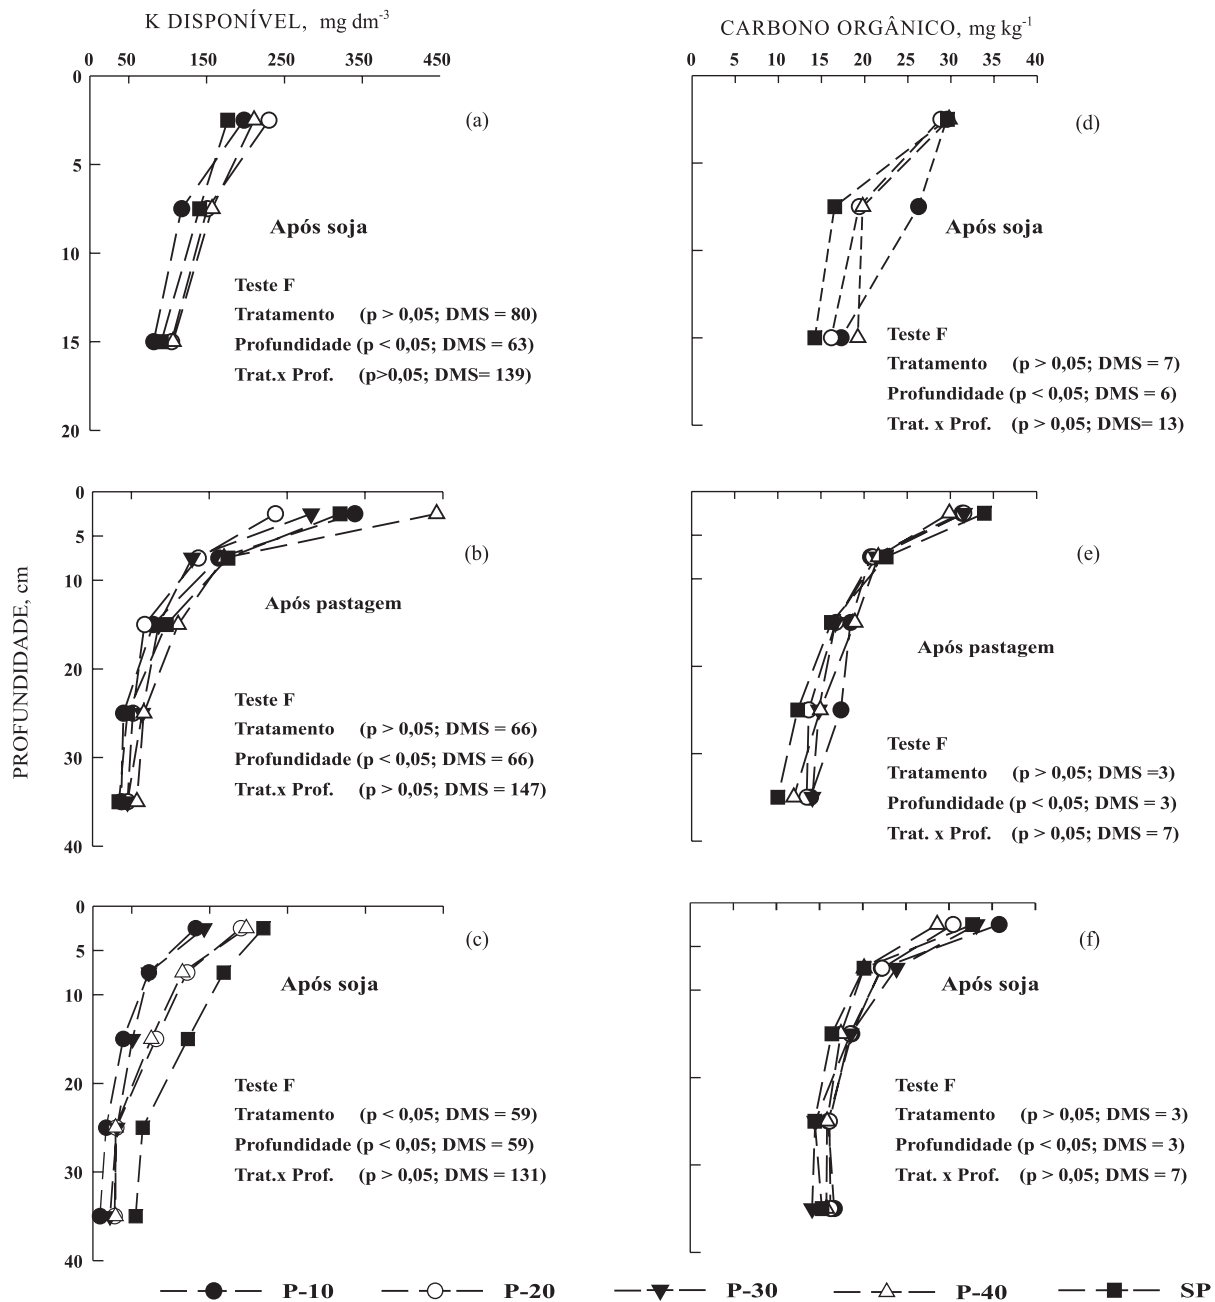 K DISPONÍVEL, mg dm-3
0 50 150 250 350 450
0
5
10
15
20
(a)
Após soja
Teste F
Tratamento (p > 0,05; DMS = 80)
Profundidade (p < 0,05; DMS = 63)
Trat.x Prof. (p>0,05; DMS= 139)
CARBONO ORGÂNICO, mg kg-1
0 5 10 15 20 25 30 35 40
(d)
Após soja
Teste F
Tratamento (p > 0,05; DMS = 7)
Profundidade (p < 0,05; DMS = 6)
Trat. x Prof. (p > 0,05; DMS= 13)
PROFUNDIDADE, cm
0
5
10
20
30
40
(b)
Após pastagem
Teste F
Tratamento (p > 0,05; DMS = 66)
Profundidade (p < 0,05; DMS = 66)
Trat.x Prof. (p > 0,05; DMS = 147)
(e)
Após pastagem
Teste F
Tratamento (p > 0,05; DMS =3)
Profundidade (p < 0,05; DMS = 3)
Trat. x Prof. (p > 0,05; DMS = 7)
0
5
10
20
30
40
(c)
Após soja
Teste F
Tratamento (p < 0,05; DMS = 59)
Profundidade (p < 0,05; DMS = 59)
Trat.x Prof. (p > 0,05; DMS = 131)
(f)
Após soja
Teste F
Tratamento (p > 0,05; DMS = 3)
Profundidade (p < 0,05; DMS = 3)
Trat. x Prof. (p > 0,05; DMS = 7)
P-10 P-20 P-30 P-40 SP